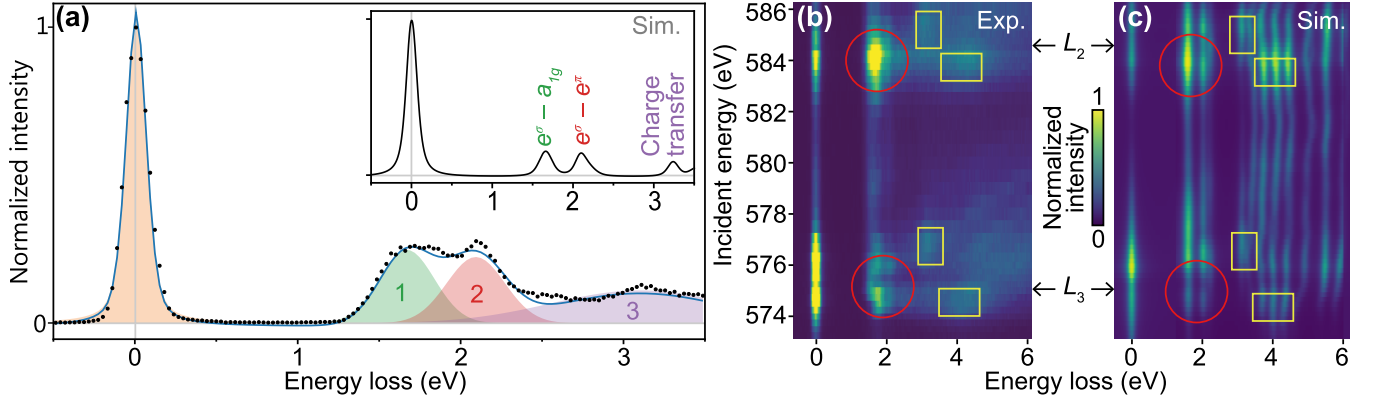 (a)
Normalized intensity
1
0
0
1
2
3
Energy loss (eV)
1
2
3
Sim.
e^σ – a_1g
e^σ – e^π
Charge
transfer
0
1
2
3
(b)
Exp.
Incident energy (eV)
586
584
582
580
578
576
574
0
2
4
6
Energy loss (eV)
← L_2 →
Normalized
intensity
1
0
← L_3 →
(c)
Sim.
0
2
4
6